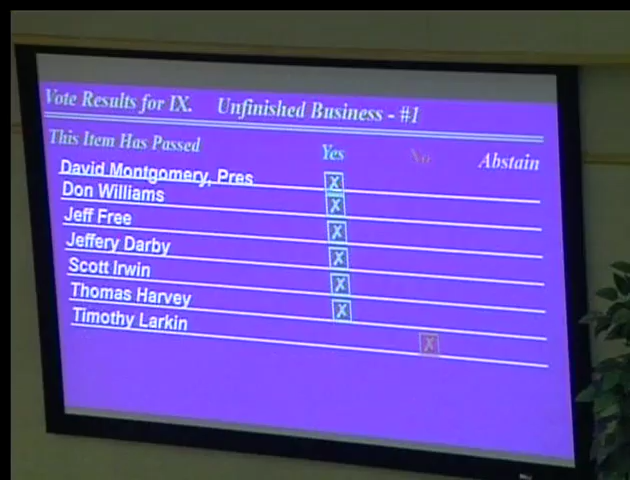 Vote Results for IX. Unfinished Business - #1
This Item Has Passed Yes No Abstain
David Montgomery, Pres X
Don Williams X
Jeff Free X
Jeffery Darby X
Scott Irwin X
Thomas Harvey X
Timothy Larkin X